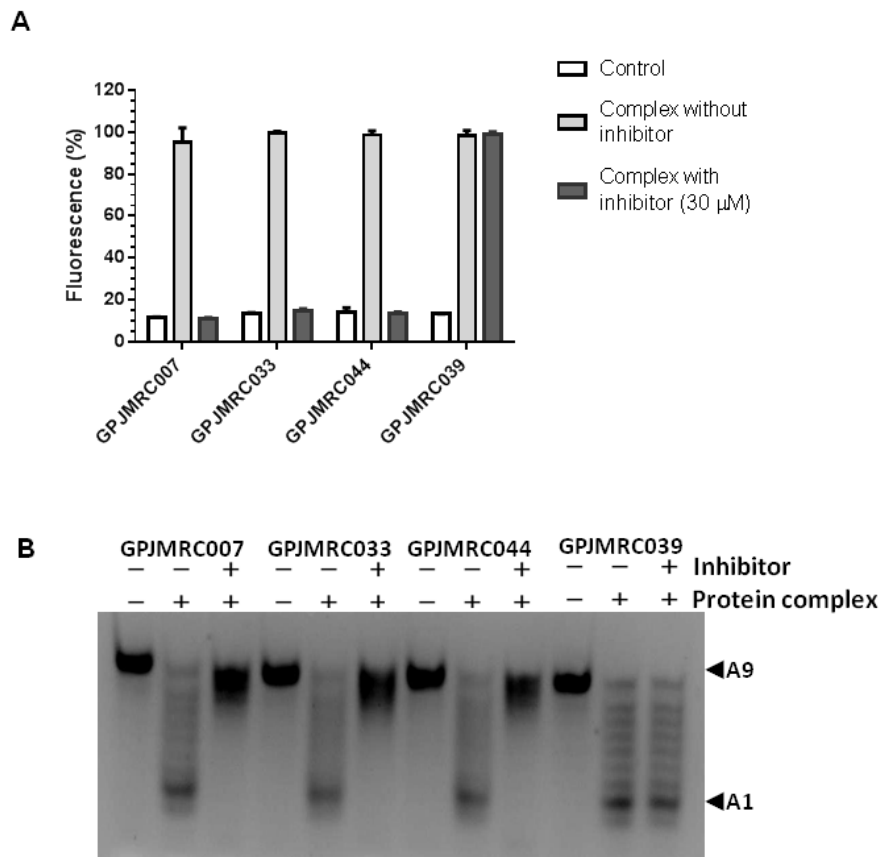 A
Control
Complex without
inhibitor
Complex with
inhibitor (30 µM)
120
100
80
60
40
20
0
Fluorescence (%)
GPJMRC007
GPJMRC033
GPJMRC044
GPJMRC039
B
GPJMRC007 GPJMRC033 GPJMRC044 GPJMRC039
− − + − − + − − + − − + Inhibitor
− + + − + + − + + − + + Protein complex
◄A9
◄A1